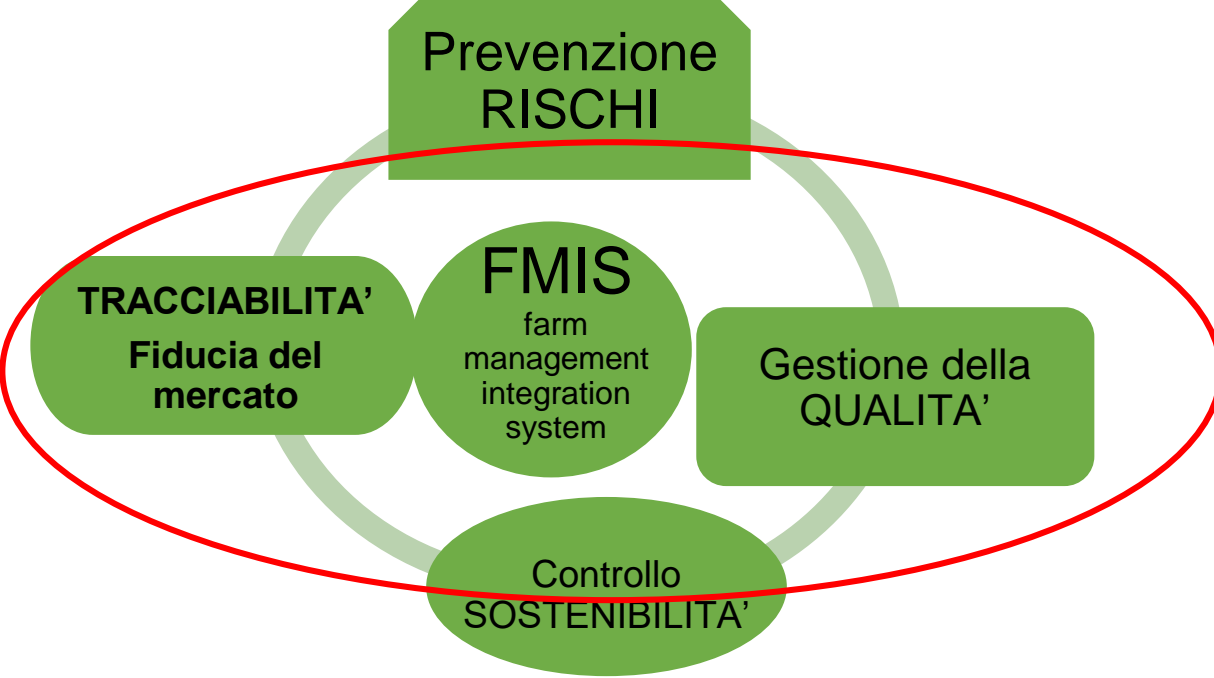 Prevenzione
RISCHI
TRACCIABILITA’
Fiducia del
mercato
FMIS
farm
management
integration
system
Gestione della
QUALITA’
Controllo
SOSTENIBILITA’